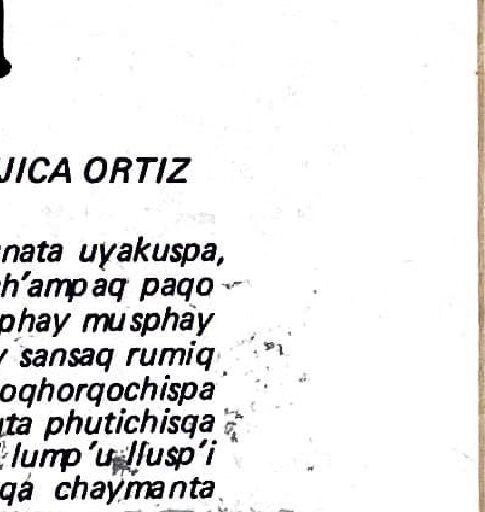 JICA ORTIZ
nata uyakuspa,
h'ampaq paqo
phay musphay
sansaq rumiq
oqhorqochispa
ta phutichisqa
lump'u llusp'i
qa chaymanta